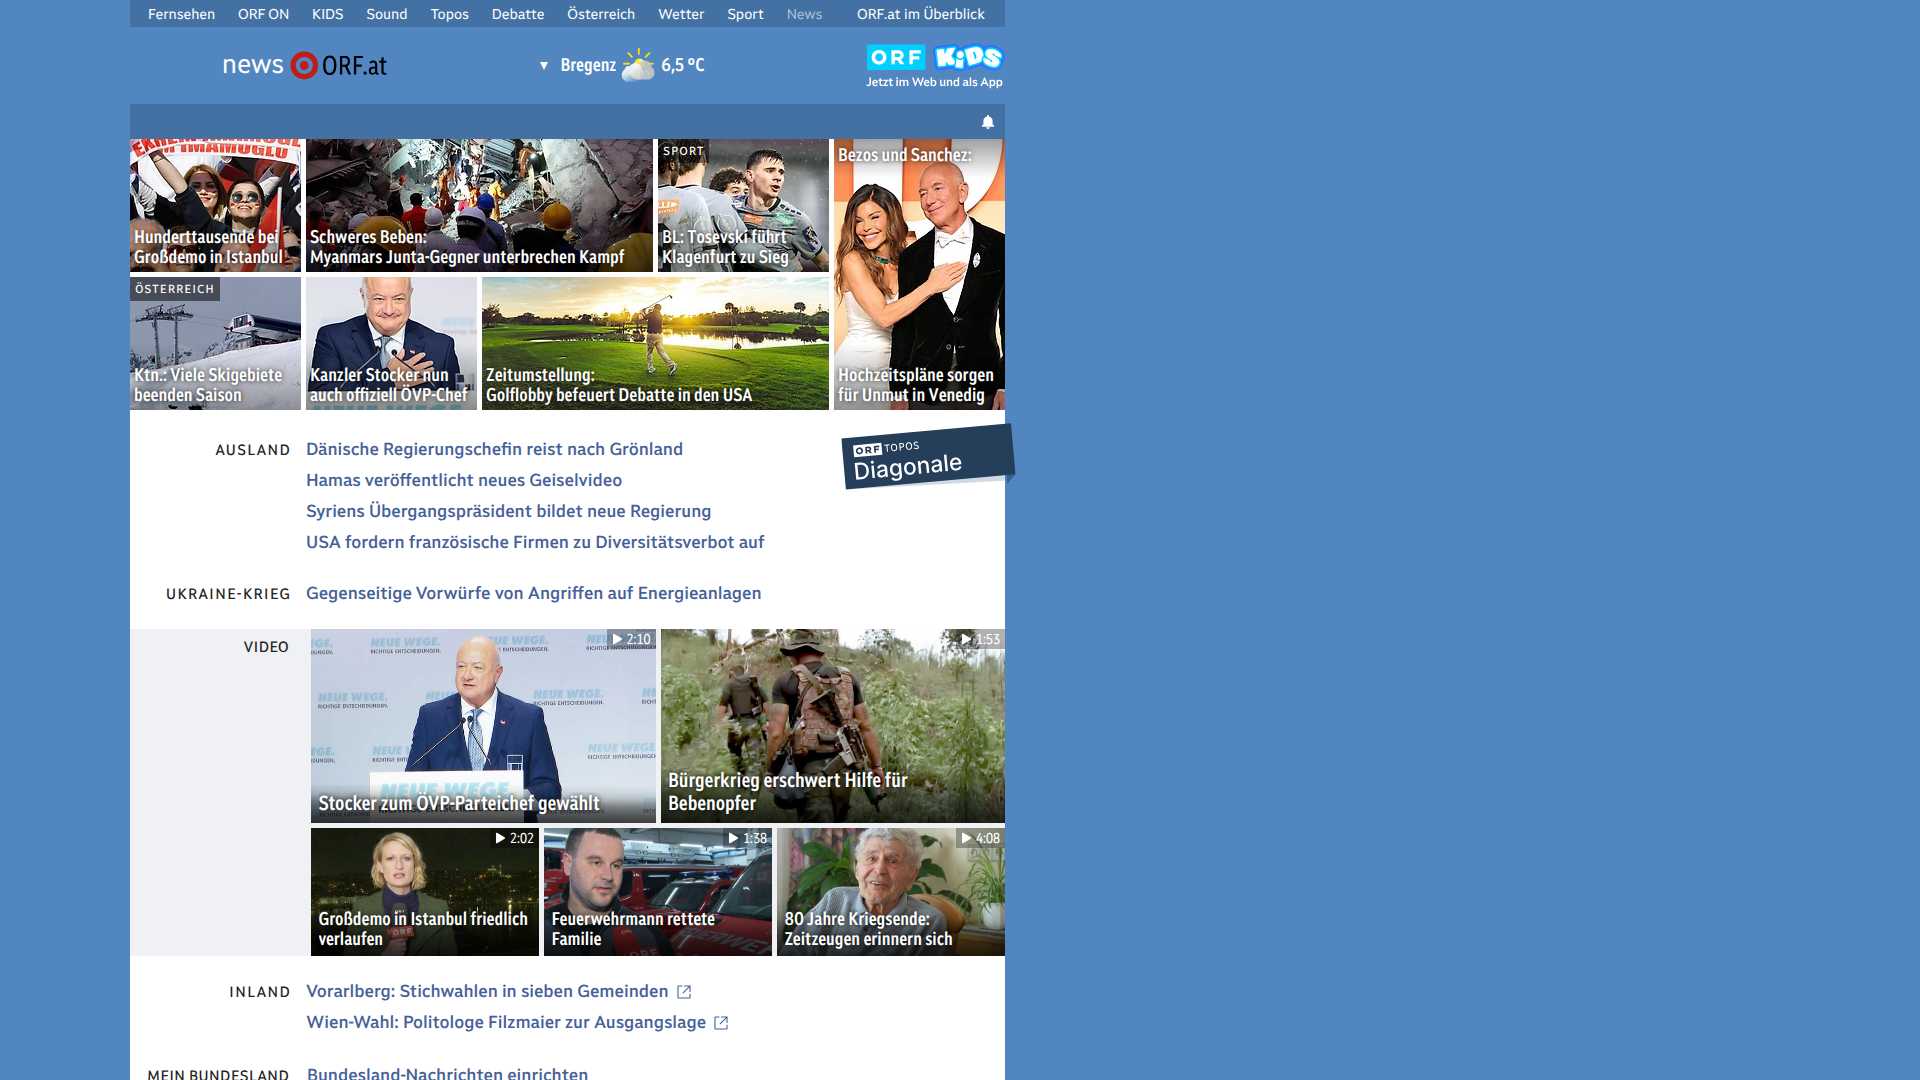 Fernsehen ORF ON KIDS Sound Topos Debatte Österreich Wetter Sport News ORF.at im Überblick
news ORF.at
Bregenz 6,5 °C
ORF KiDS
Jetzt im Web und als App
Hunderttausende bei
Großdemo in Istanbul
Schweres Beben:
Myanmars Junta-Gegner unterbrechen Kampf
SPORT
BL: Tosevski führt
Klagenfurt zu Sieg
Bezos und Sanchez:
Hochzeitspläne sorgen
für Unmut in Venedig
ÖSTERREICH
Ktn.: Viele Skigebiete
beenden Saison
Kanzler Stocker nun
auch offiziell ÖVP-Chef
Zeitumstellung:
Golflobby befeuert Debatte in den USA
AUSLAND
Dänische Regierungschefin reist nach Grönland
Hamas veröffentlicht neues Geiselvideo
Syriens Übergangspräsident bildet neue Regierung
USA fordern französische Firmen zu Diversitätsverbot auf
ORF TOPOS
Diagonale
UKRAINE-KRIEG
Gegenseitige Vorwürfe von Angriffen auf Energieanlagen
VIDEO
2:10
NEUE WEGE.
RICHTIGE ENTSCHEIDUNGEN.
Stocker zum ÖVP-Parteichef gewählt
1:53
Bürgerkrieg erschwert Hilfe für
Bebenopfer
2:02
Großdemo in Istanbul friedlich
verlaufen
1:38
Feuerwehrmann rettete
Familie
4:08
80 Jahre Kriegsende:
Zeitzeugen erinnern sich
INLAND
Vorarlberg: Stichwahlen in sieben Gemeinden
Wien-Wahl: Politologe Filzmaier zur Ausgangslage
MEIN BUNDESLAND
Bundesland-Nachrichten einrichten